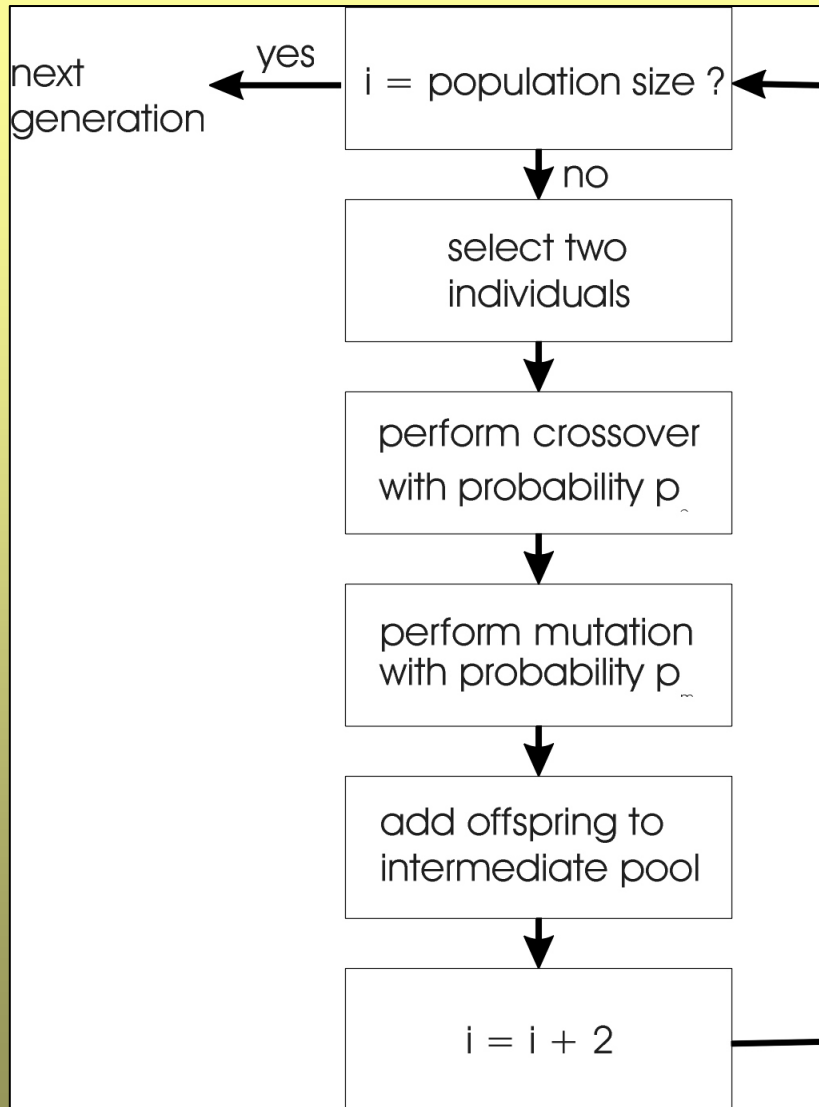 next
generation
yes
i = population size ?
no
select two
individuals
perform crossover
with probability p
perform mutation
with probability p m
add offspring to
intermediate pool
i = i + 2